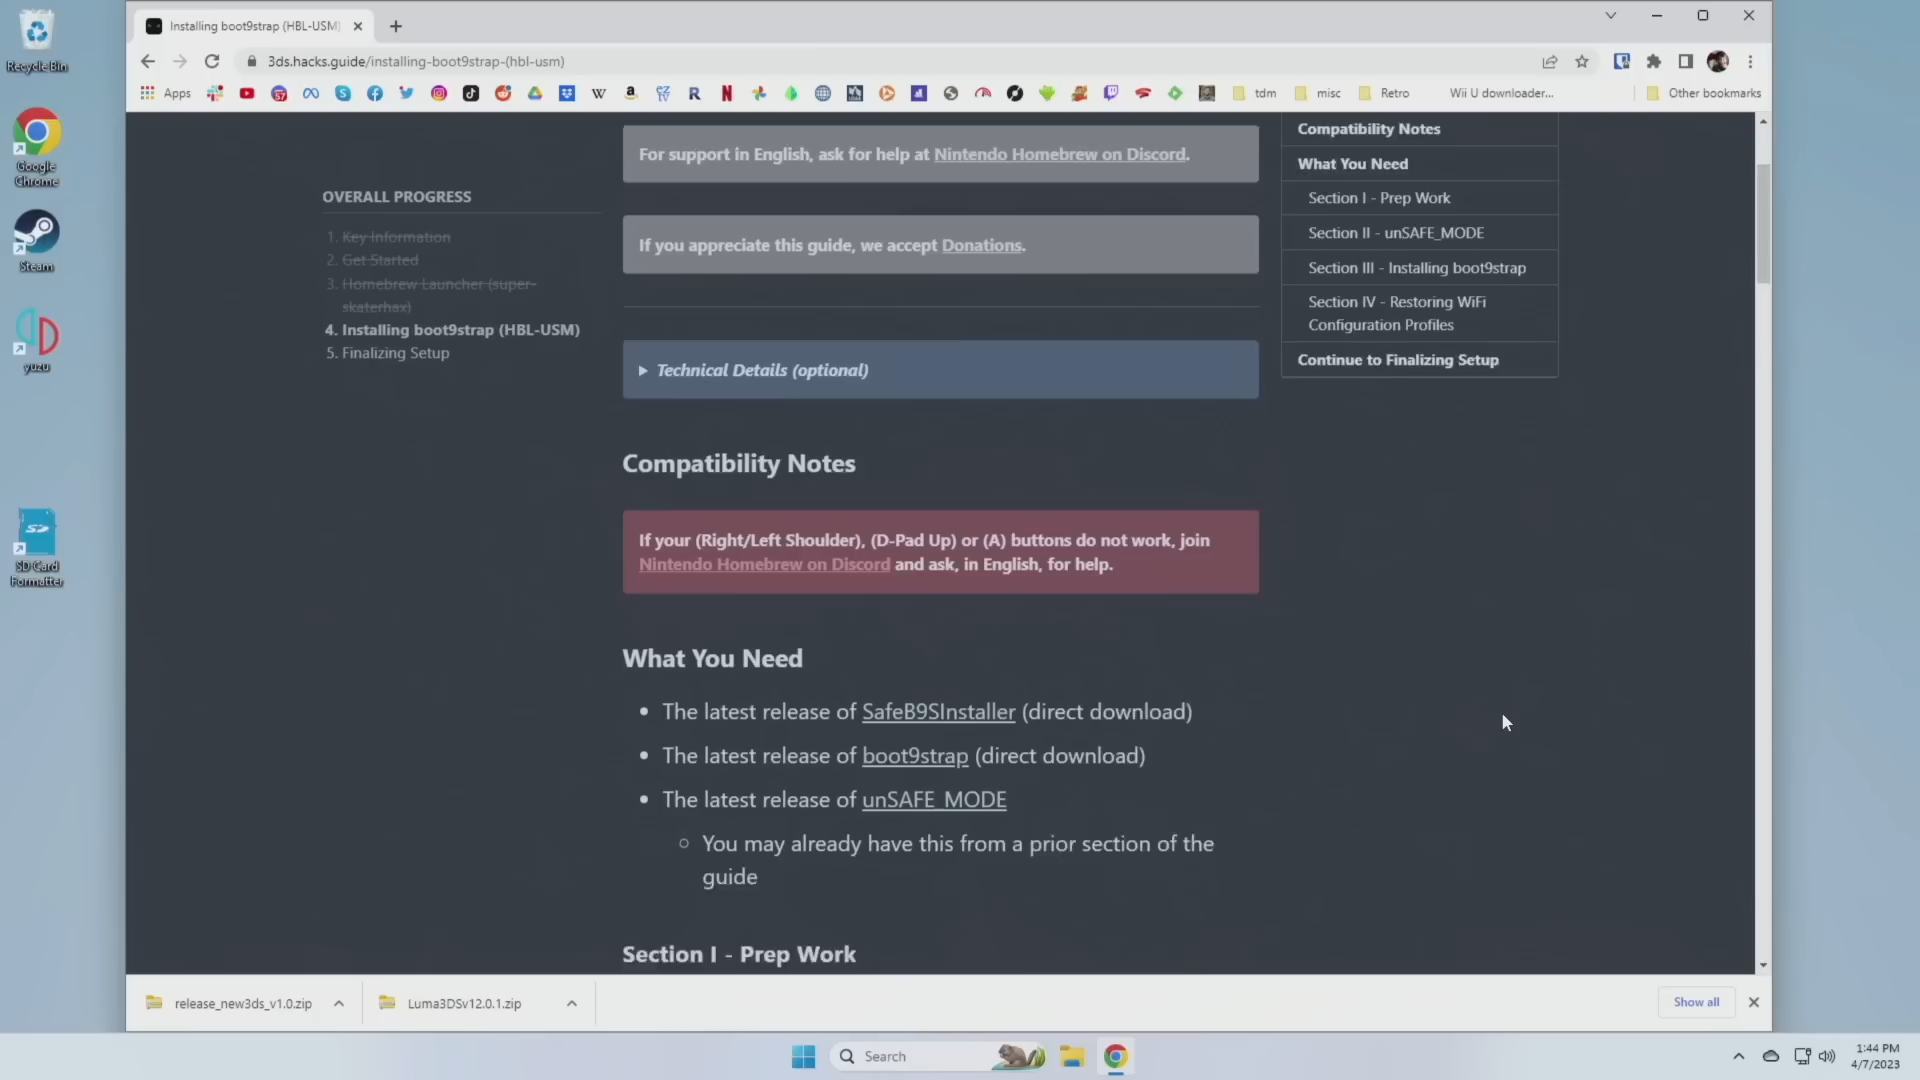 Recycle Bin
Google
Chrome
Steam
yuzu
SD Card
Formatter
Installing boot9strap (HBL-USM)
3ds.hacks.guide/installing-boot9strap-(hbl-usm)
Apps
tdm
misc
Retro
Wii U downloader...
Other bookmarks
OVERALL PROGRESS
1. Key Information
2. Get Started
3. Homebrew Launcher (super-
skaterhax)
4. Installing boot9strap (HBL-USM)
5. Finalizing Setup
For support in English, ask for help at Nintendo Homebrew on Discord.
If you appreciate this guide, we accept Donations.
Technical Details (optional)
Compatibility Notes
If your (Right/Left Shoulder), (D-Pad Up) or (A) buttons do not work, join
Nintendo Homebrew on Discord and ask, in English, for help.
What You Need
• The latest release of SafeB9SInstaller (direct download)
• The latest release of boot9strap (direct download)
• The latest release of unSAFE_MODE
○ You may already have this from a prior section of the
guide
Section I - Prep Work
Compatibility Notes
What You Need
Section I - Prep Work
Section II - unSAFE_MODE
Section III - Installing boot9strap
Section IV - Restoring WiFi
Configuration Profiles
Continue to Finalizing Setup
release_new3ds_v1.0.zip
Luma3DSv12.0.1.zip
Show all
Search
1:44 PM
4/7/2023